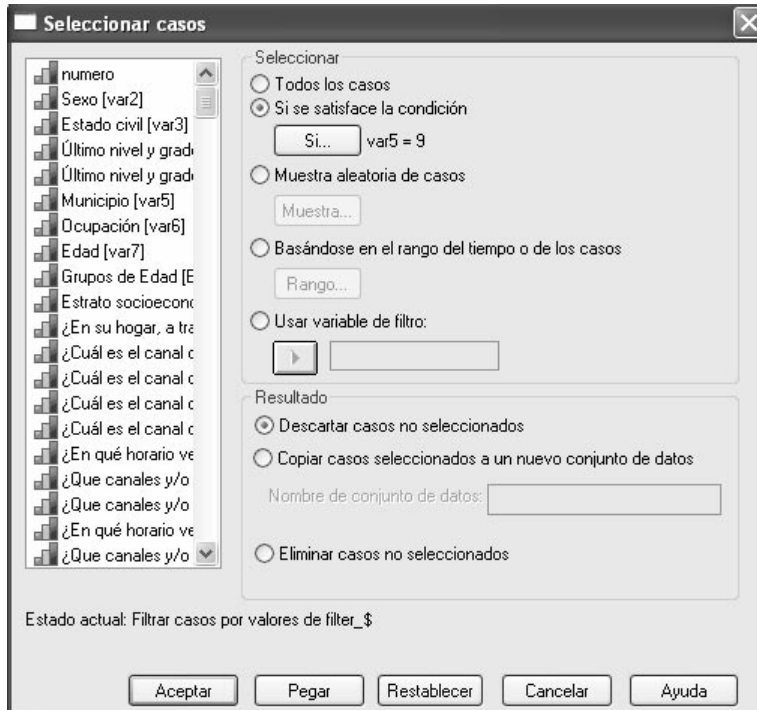 Seleccionar casos
numero
Sexo [var2]
Estado civil [var3]
Último nivel y grad
Último nivel y grad
Municipio [var5]
Ocupación [var6]
Edad [var7]
Grupos de Edad [E
Estrato socioecond
¿En su hogar, a tra
¿Cuál es el canal c
¿Cuál es el canal c
¿Cuál es el canal c
¿Cuál es el canal c
¿En qué horario ve
¿Que canales y/o
¿Que canales y/o
¿En qué horario ve
¿Que canales y/o
Seleccionar
Todos los casos
Si se satisface la condición
Si... var5 = 9
Muestra aleatoria de casos
Muestra...
Basándose en el rango del tiempo o de los casos
Rango...
Usar variable de filtro:
Resultado
Descartar casos no seleccionados
Copiar casos seleccionados a un nuevo conjunto de datos
Nombre de conjunto de datos:
Eliminar casos no seleccionados
Estado actual: Filtrar casos por valores de filter_$
Aceptar Pegar Restablecer Cancelar Ayuda